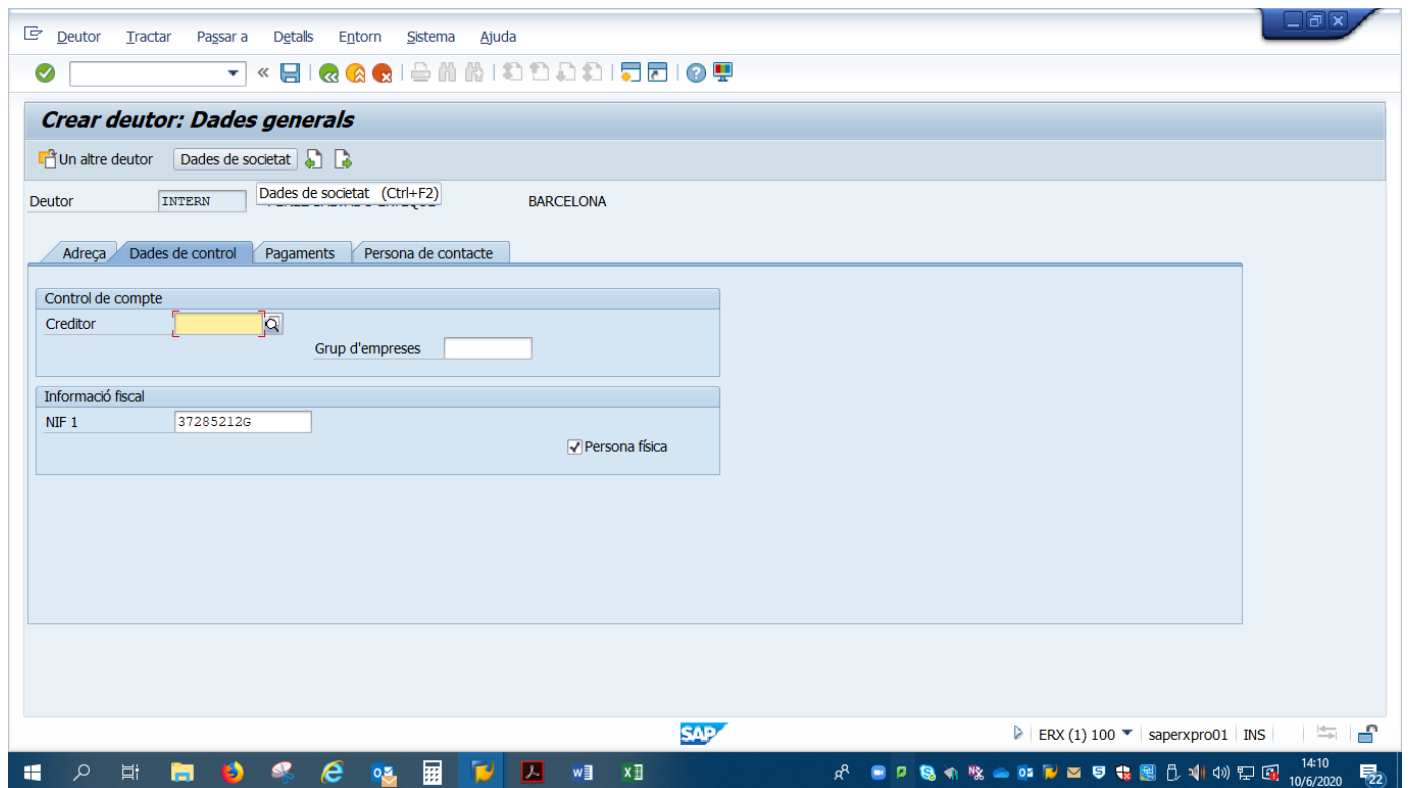 Deutor Tractar Passar a Detalls Entorn Sistema Ajuda
Crear deutor: Dades generals
Un altre deutor Dades de societat
Dades de societat (Ctrl+F2)
Deutor INTERN BARCELONA
Adreça Dades de control Pagaments Persona de contacte
Control de compte
Creditor
Grup d'empreses
Informació fiscal
NIF 1 37285212G
Persona física
SAP
ERX (1) 100 saperxpro01 INS
14:10
10/6/2020
22